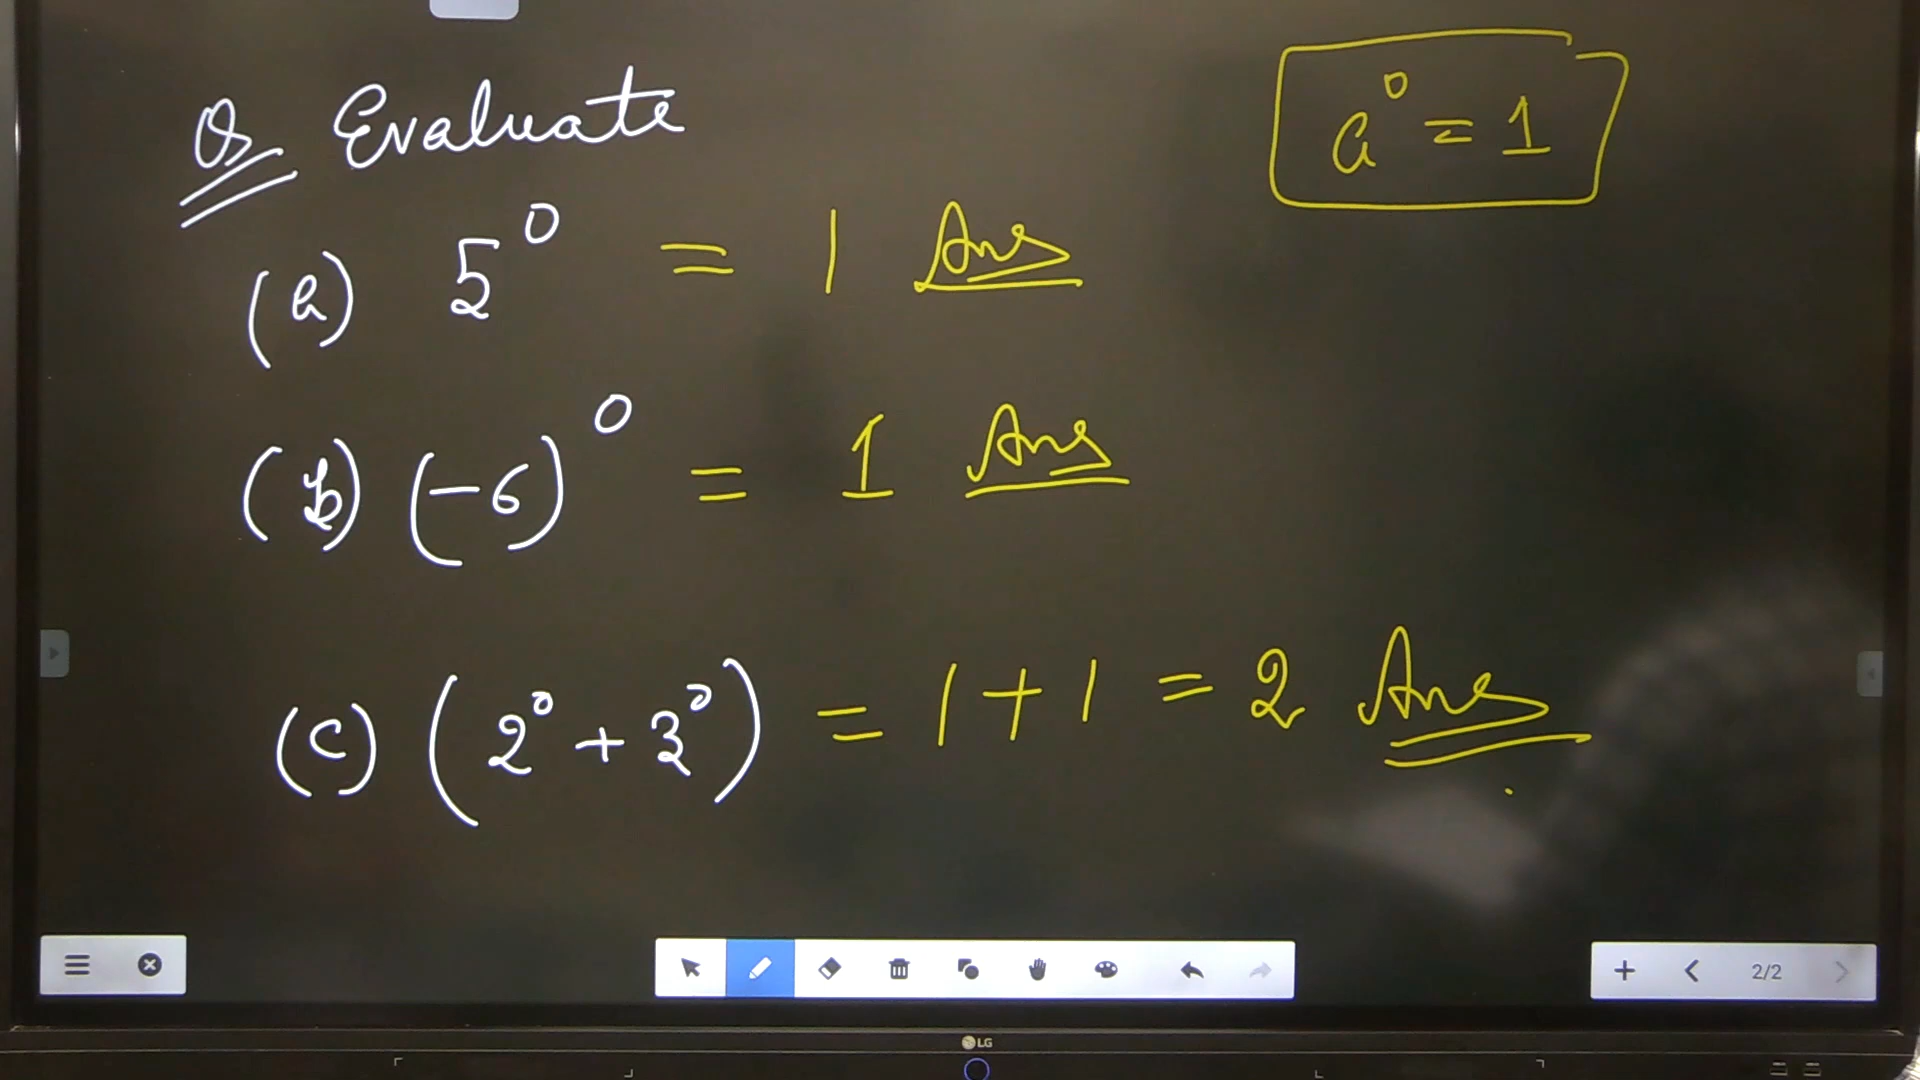 Q Evaluate
a⁰ = 1
(a) 5⁰ = 1 Ans
(b) (-6)⁰ = 1 Ans
(c) (2⁰ + 3⁰) = 1 + 1 = 2 Ans
2/2
LG